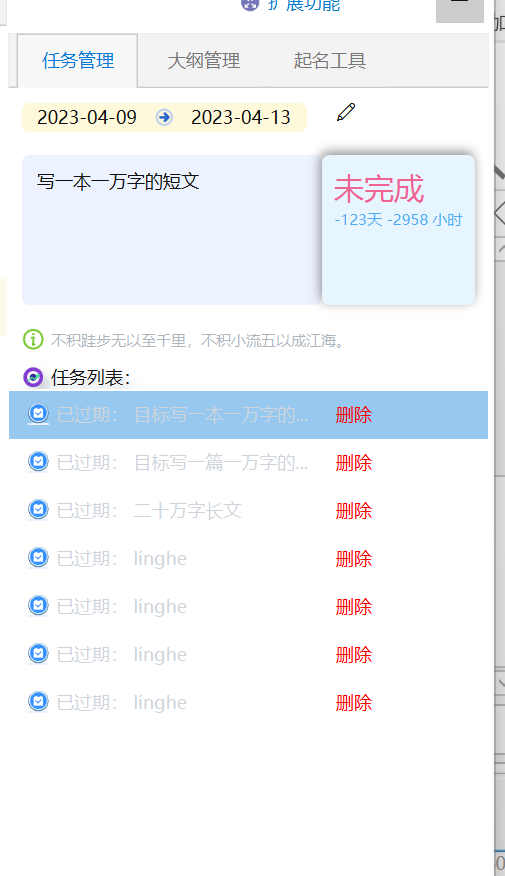 扩展功能
任务管理 大纲管理 起名工具
2023-04-09 2023-04-13
写一本一万字的短文
未完成
-123天 -2958 小时
不积跬步无以至千里，不积小流五以成江海。
任务列表：
已过期： 目标写一本一万字的... 删除
已过期： 目标写一篇一万字的... 删除
已过期： 二十万字长文 删除
已过期： linghe 删除
已过期： linghe 删除
已过期： linghe 删除
已过期： linghe 删除